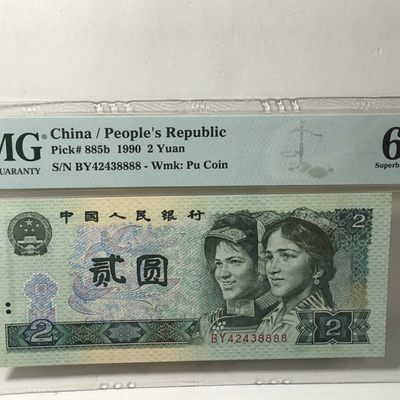 MG® China / People's Republic
GUARANTY Pick# 885b 1990 2 Yuan
S/N BY42438888 - Wmk: Pu Coin
6
Superb
中国人民银行
2
贰圆
2
2
BY42438888